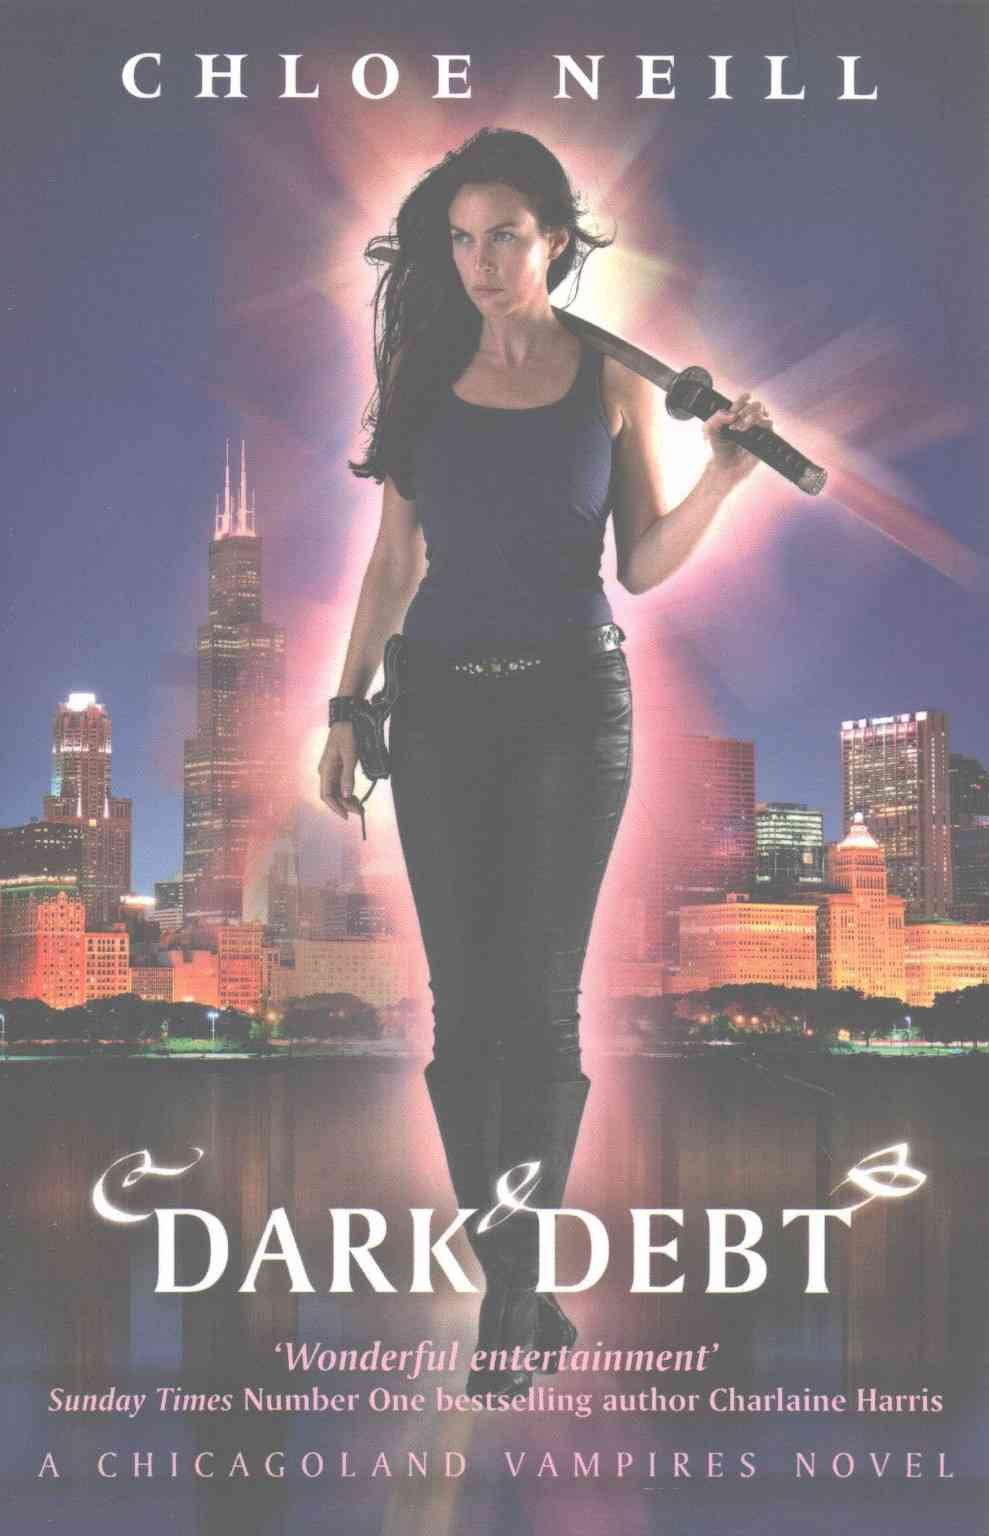 CHLOE NEILL
DARK DEBT
‘Wonderful entertainment’
Sunday Times Number One bestselling author Charlaine Harris
A CHICAGOLAND VAMPIRES NOVEL